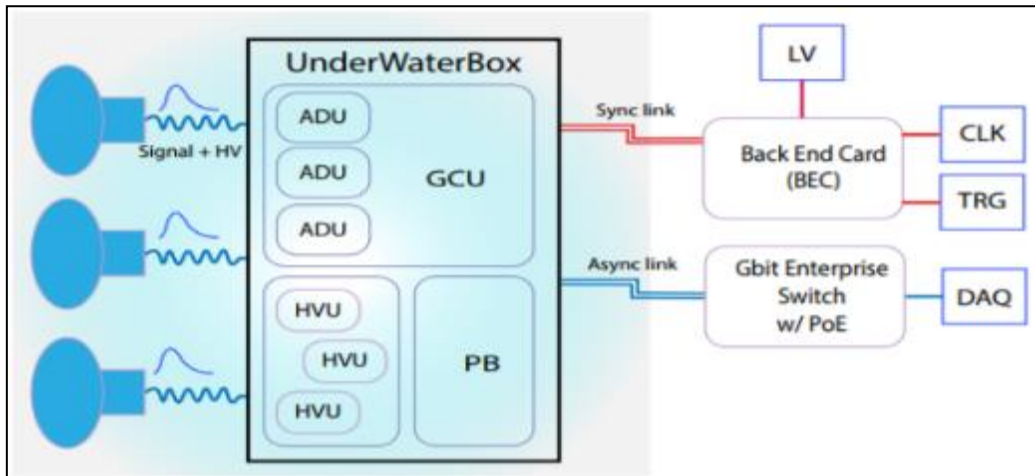 UnderWaterBox
ADU
ADU
ADU
GCU
HVU
HVU
HVU
PB
Signal + HV
Sync link
Async link
LV
Back End Card
(BEC)
CLK
TRG
Gbit Enterprise
Switch
w/ PoE
DAQ